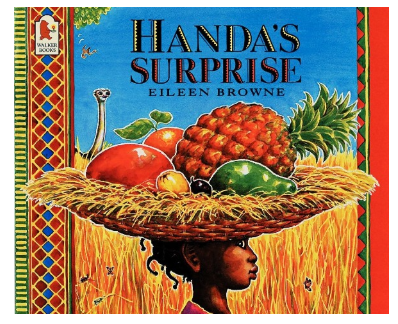 WALKER
BOOKS
HANDA'S
SURPRISE
EILEEN BROWNE